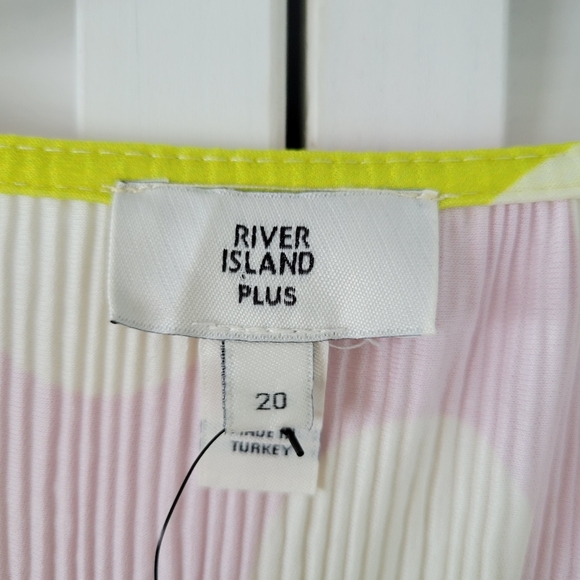 RIVER
ISLAND
PLUS
20
MADE IN
TURKEY